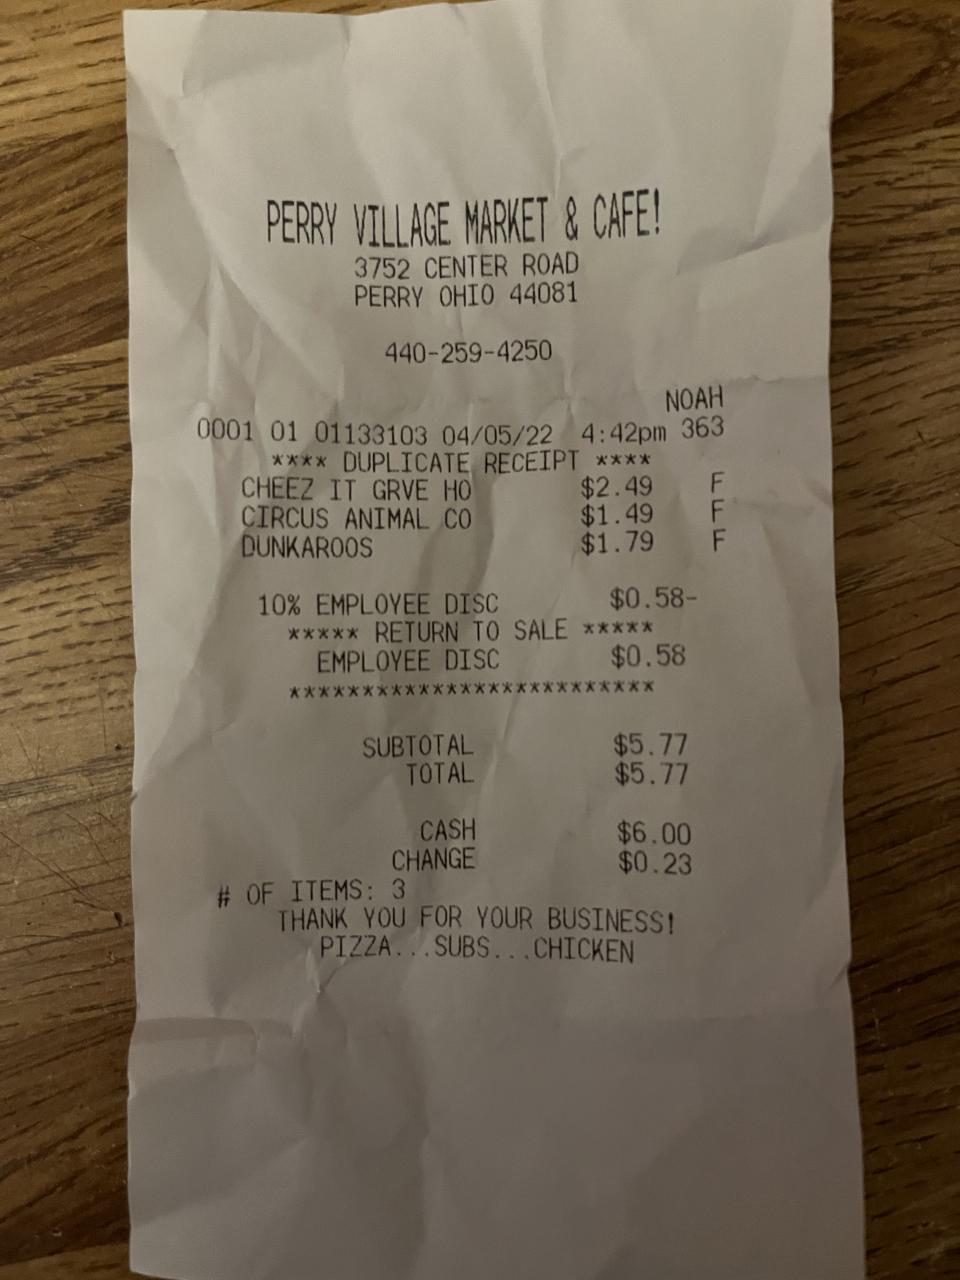 PERRY VILLAGE MARKET & CAFE!
3752 CENTER ROAD
PERRY OHIO 44081
440-259-4250
NOAH
0001 01 01133103 04/05/22 4:42pm 363
**** DUPLICATE RECEIPT ****
CHEEZ IT GRVE HO $2.49 F
CIRCUS ANIMAL CO $1.49 F
DUNKAROOS $1.79 F
10% EMPLOYEE DISC $0.58-
***** RETURN TO SALE *****
EMPLOYEE DISC $0.58
*************************
SUBTOTAL $5.77
TOTAL $5.77
CASH $6.00
CHANGE $0.23
# OF ITEMS: 3
THANK YOU FOR YOUR BUSINESS!
PIZZA...SUBS...CHICKEN